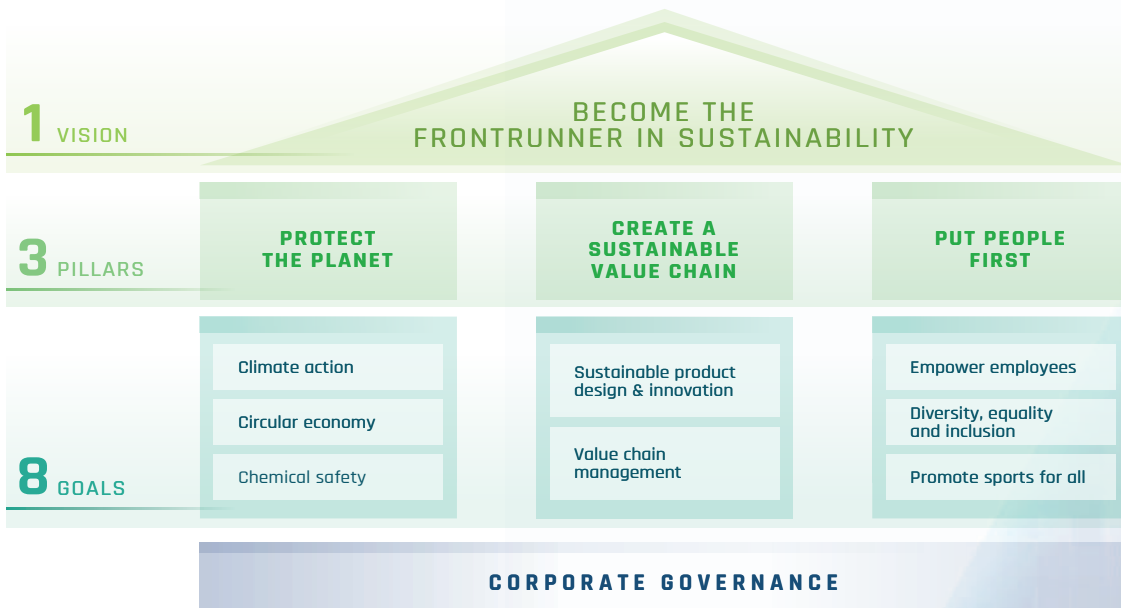 BECOME THE
FRONTRUNNER IN SUSTAINABILITY
1 VISION
PROTECT
THE PLANET
CREATE A
SUSTAINABLE
VALUE CHAIN
PUT PEOPLE
FIRST
3 PILLARS
Climate action
Circular economy
Chemical safety
Sustainable product
design & innovation
Value chain
management
Empower employees
Diversity, equality
and inclusion
Promote sports for all
8 GOALS
CORPORATE GOVERNANCE